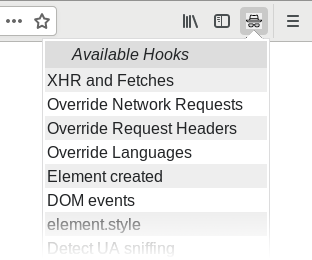 Available Hooks
XHR and Fetches
Override Network Requests
Override Request Headers
Override Languages
Element created
DOM events
element.style
Detect UA sniffing